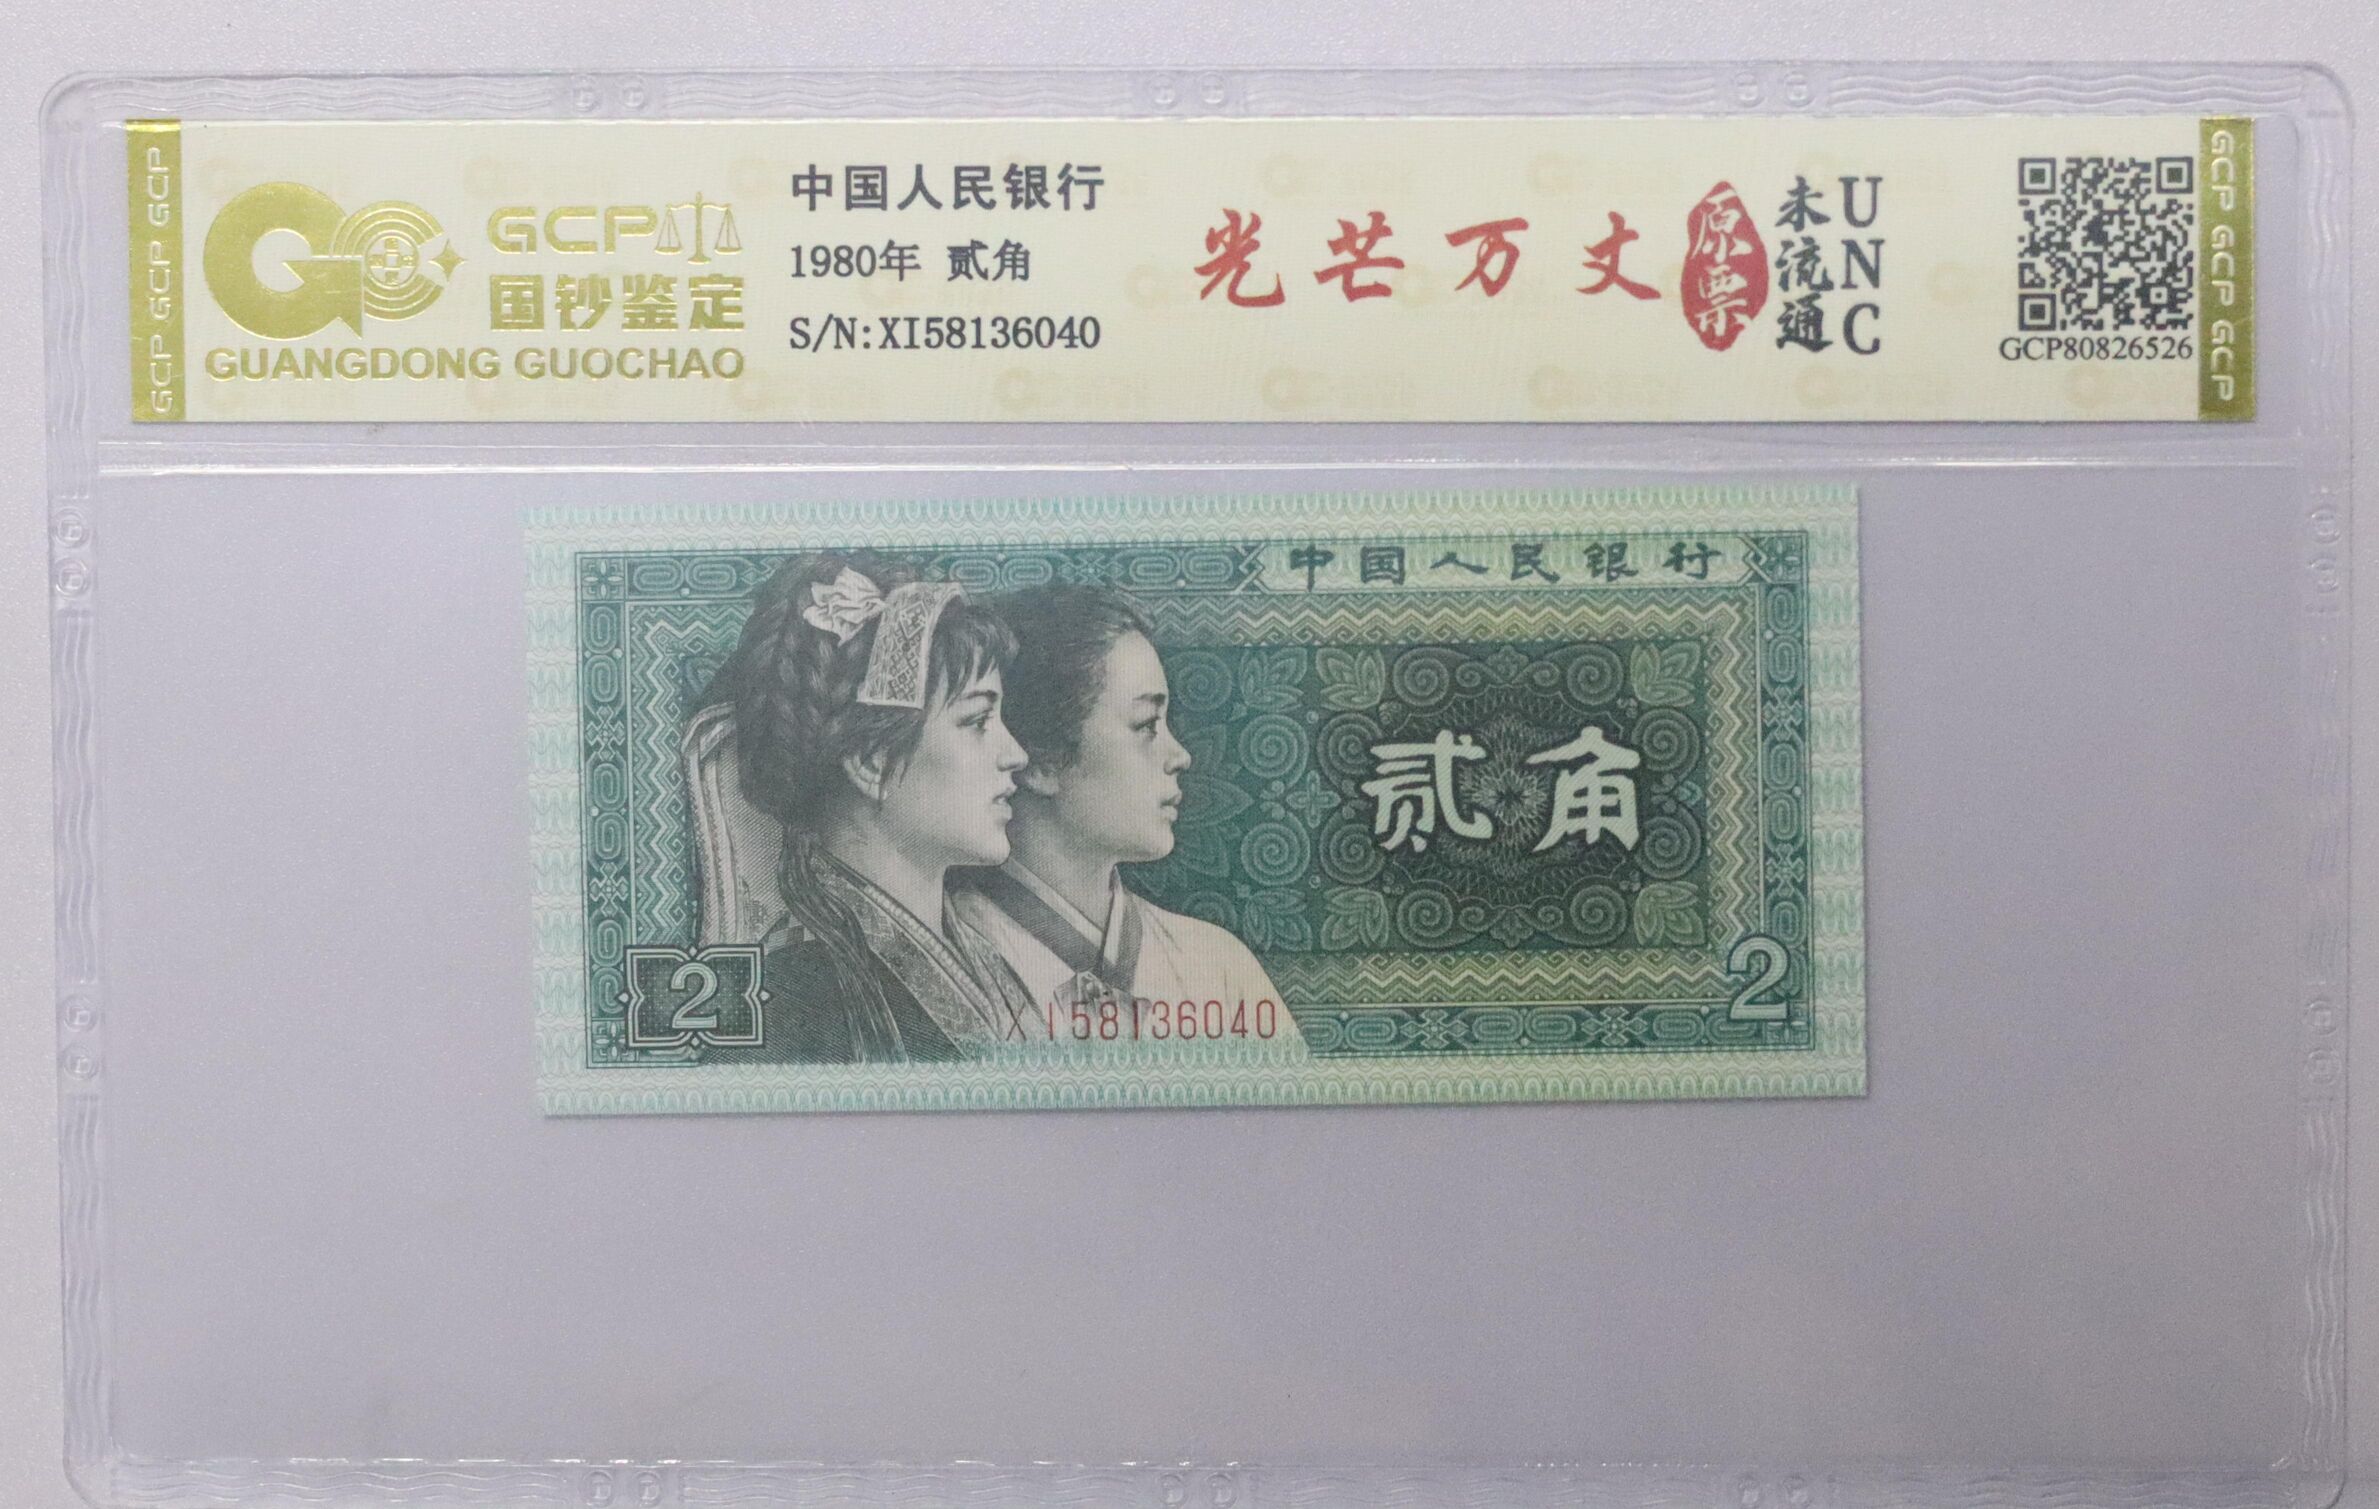 GCP GCP GCP
GCP
国钞鉴定
GUANGDONG GUOCHAO
中国人民银行
1980年 贰角
S/N:XI58136040
光芒万丈
原票
未流通
UNC
GCP80826526
GCP GCP GCP
中国人民银行
贰角
2
XI58136040
2